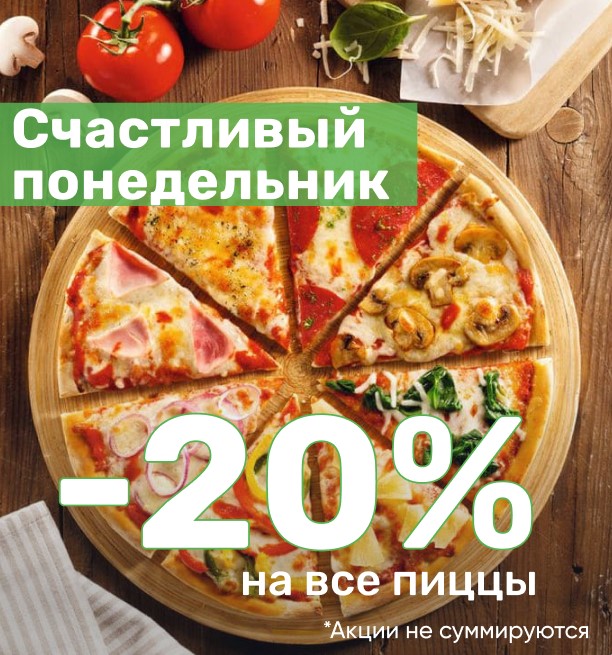 Счастливый
понедельник
-20%
на все пиццы
*Акции не суммируются